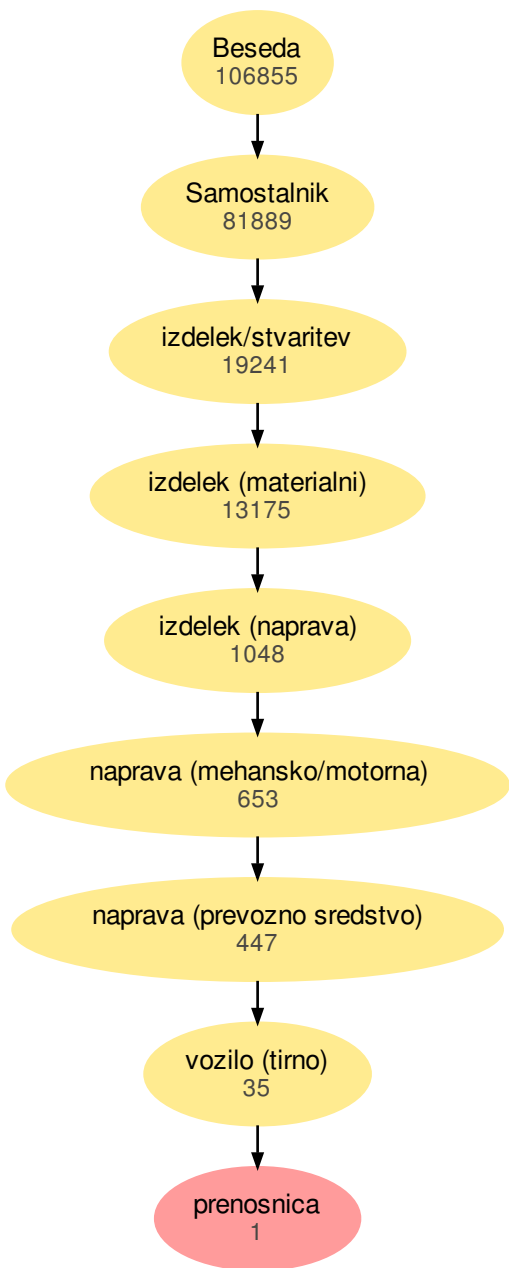 Beseda
106855
Samostalnik
81889
izdelek/stvaritev
19241
izdelek (materialni)
13175
izdelek (naprava)
1048
naprava (mehansko/motorna)
653
naprava (prevozno sredstvo)
447
vozilo (tirno)
35
prenosnica
1